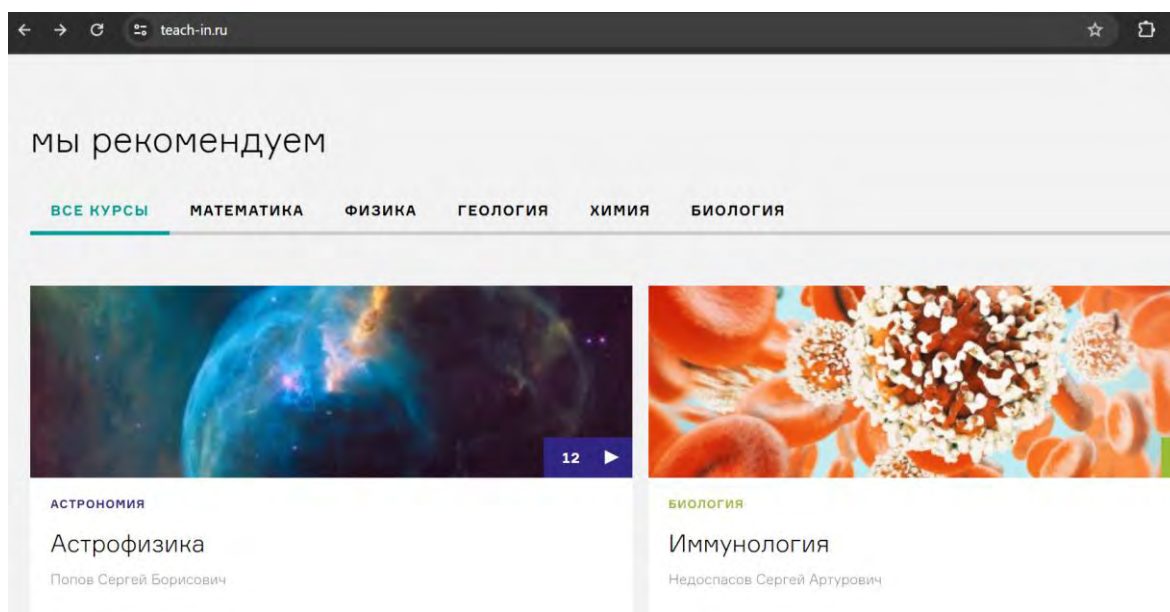 teach-in.ru
мы рекомендуем
ВСЕ КУРСЫ МАТЕМАТИКА ФИЗИКА ГЕОЛОГИЯ ХИМИЯ БИОЛОГИЯ
12
АСТРОНОМИЯ
Астрофизика
Попов Сергей Борисович
БИОЛОГИЯ
Иммунология
Недоспасов Сергей Артурович